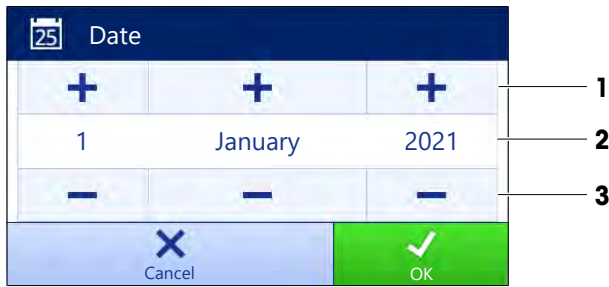 25 Date
+ + + 1
1 January 2021 2
− − − 3
Cancel OK